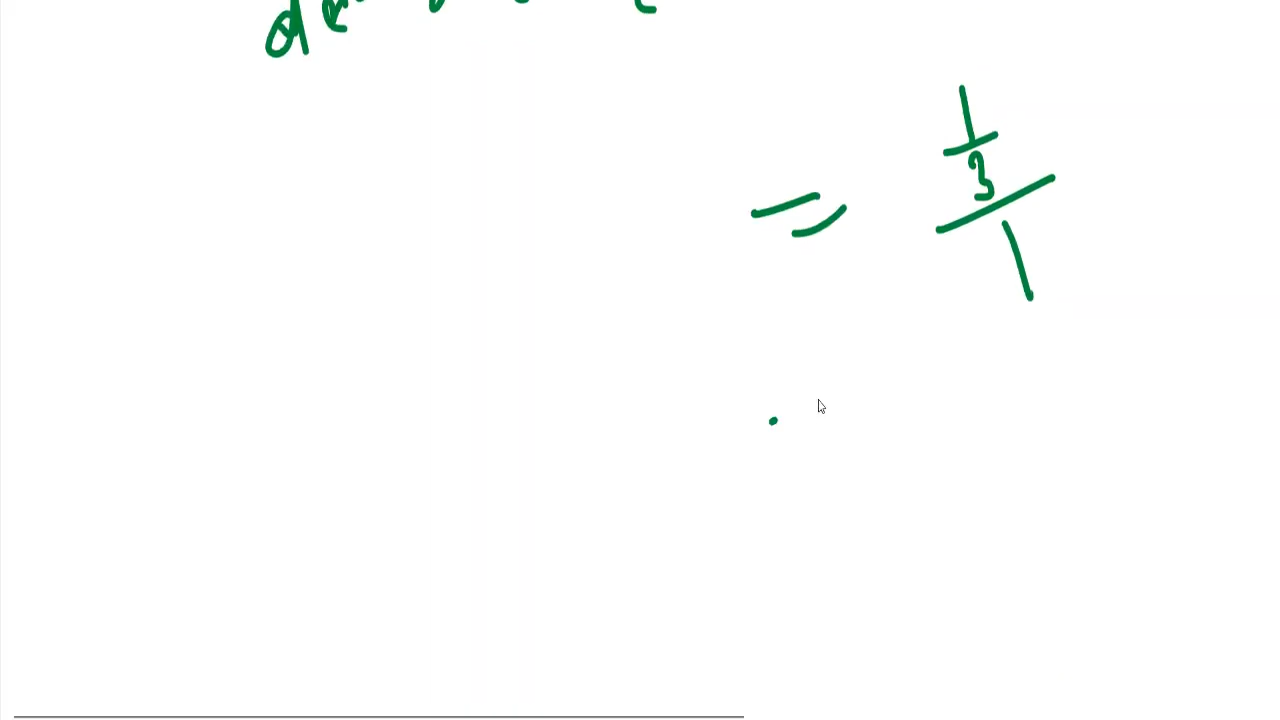 = 1/3 / 1